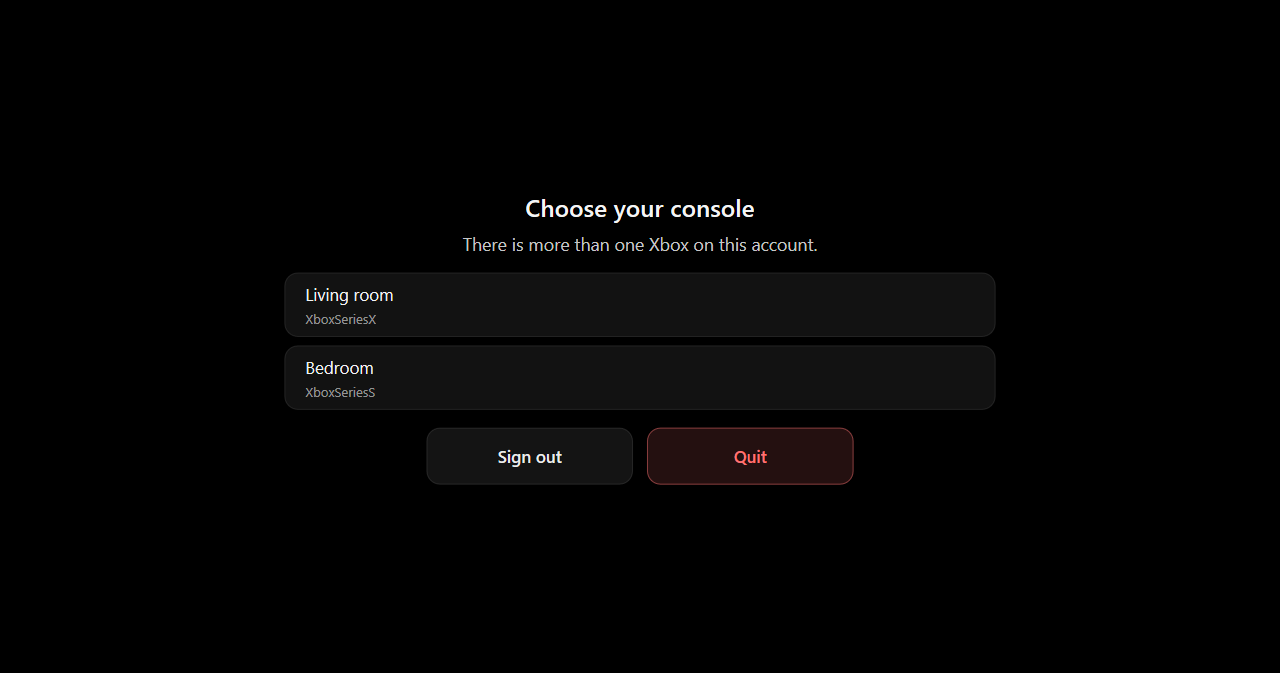 Choose your console
There is more than one Xbox on this account.
Living room
XboxSeriesX
Bedroom
XboxSeriesS
Sign out
Quit